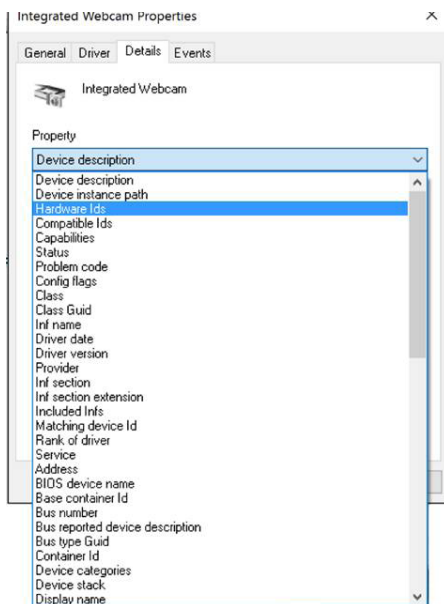 Integrated Webcam Properties
General Driver Details Events
Integrated Webcam
Property
Device description
Device description
Device instance path
Hardware Ids
Compatible Ids
Capabilities
Status
Problem code
Config flags
Class
Class Guid
Inf name
Driver date
Driver version
Provider
Inf section
Inf section extension
Included Infs
Matching device Id
Rank of driver
Service
Address
BIOS device name
Base container Id
Bus number
Bus reported device description
Bus type Guid
Container Id
Device categories
Device stack
Display name